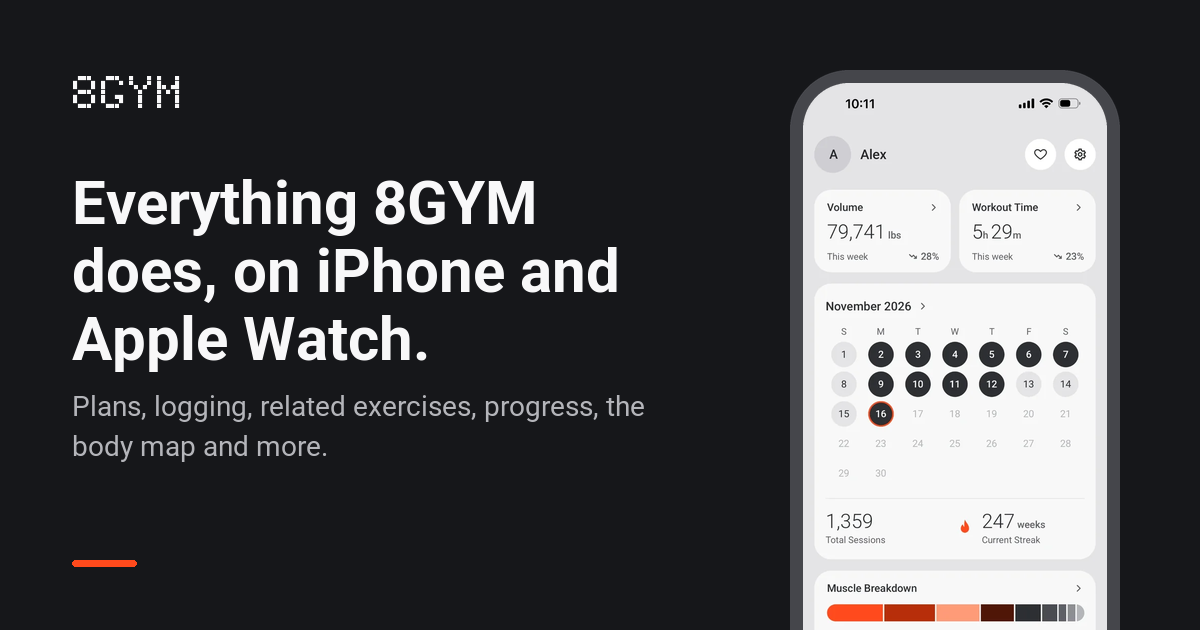 8GYM
Everything 8GYM
does, on iPhone and
Apple Watch.
Plans, logging, related exercises, progress, the
body map and more.
10:11
A Alex
Volume
79,741 lbs
This week 28%
Workout Time
5h 29m
This week 23%
November 2026
S M T W T F S
1 2 3 4 5 6 7
8 9 10 11 12 13 14
15 16 17 18 19 20 21
22 23 24 25 26 27 28
29 30
1,359
Total Sessions
247 weeks
Current Streak
Muscle Breakdown